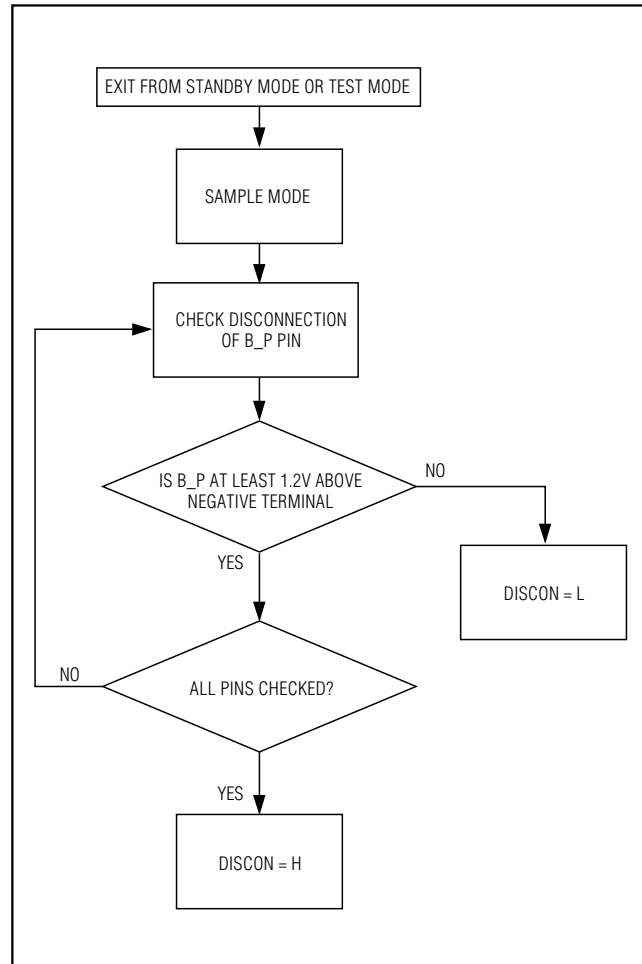 EXIT FROM STANDBY MODE OR TEST MODE
SAMPLE MODE
CHECK DISCONNECTION
OF B_P PIN
IS B_P AT LEAST 1.2V ABOVE
NEGATIVE TERMINAL
NO
YES
DISCON = L
ALL PINS CHECKED?
NO
YES
DISCON = H